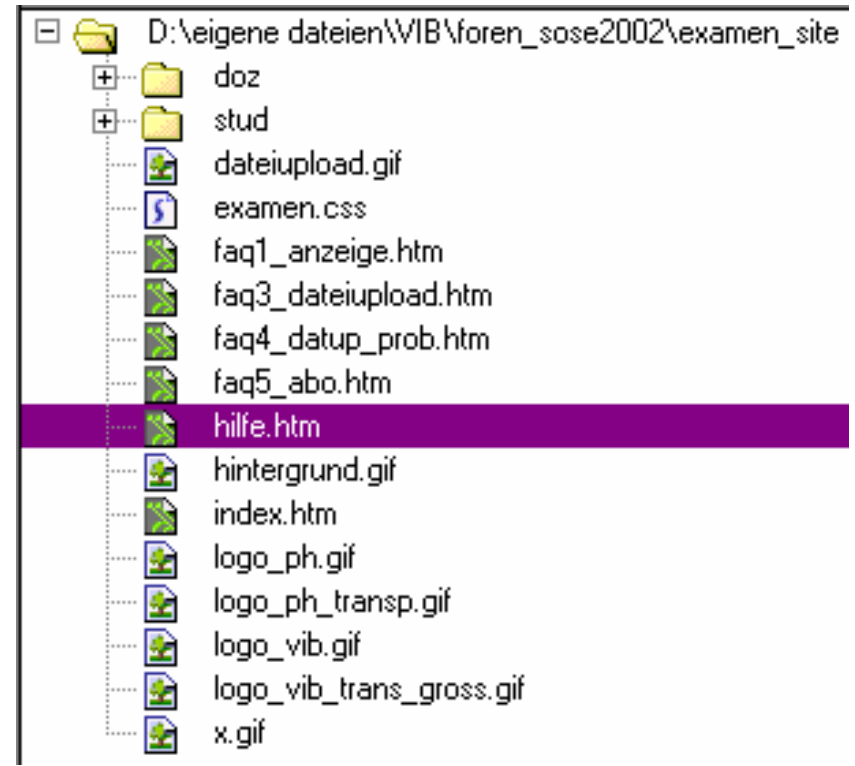 D:\eigene dateien\VIB\foren_sose2002\examen_site
doz
stud
dateiupload.gif
examen.css
faq1_anzeige.htm
faq3_dateiupload.htm
faq4_datup_prob.htm
faq5_abo.htm
hilfe.htm
hintergrund.gif
index.htm
logo_ph.gif
logo_ph_transp.gif
logo_vib.gif
logo_vib_trans_gross.gif
x.gif